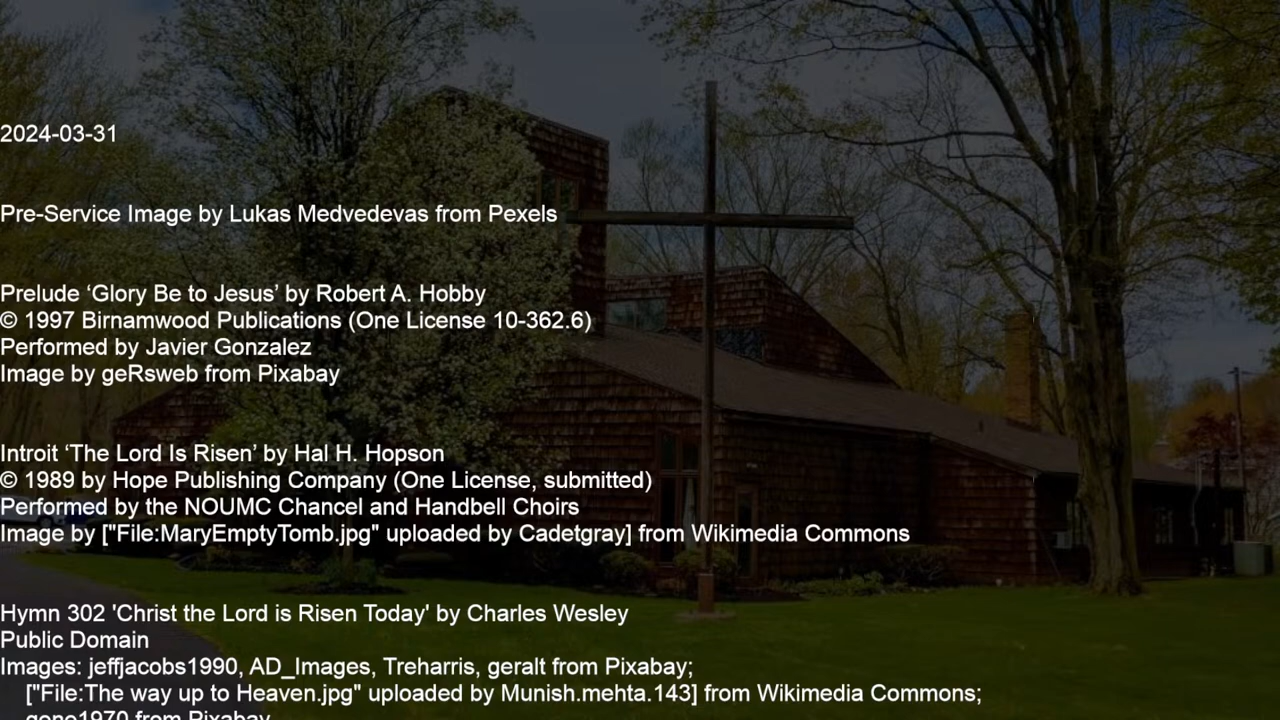 2024-03-31
Pre-Service Image by Lukas Medvedevas from Pexels
Prelude ‘Glory Be to Jesus’ by Robert A. Hobby
© 1997 Birnamwood Publications (One License 10-362.6)
Performed by Javier Gonzalez
Image by geRsweb from Pixabay
Introit ‘The Lord Is Risen’ by Hal H. Hopson
© 1989 by Hope Publishing Company (One License, submitted)
Performed by the NOUMC Chancel and Handbell Choirs
Image by ["File:MaryEmptyTomb.jpg" uploaded by Cadetgray] from Wikimedia Commons
Hymn 302 'Christ the Lord is Risen Today' by Charles Wesley
Public Domain
Images: jeffjacobs1990, AD_Images, Treharris, geralt from Pixabay;
["File:The way up to Heaven.jpg" uploaded by Munish.mehta.143] from Wikimedia Commons;
from Pixabay